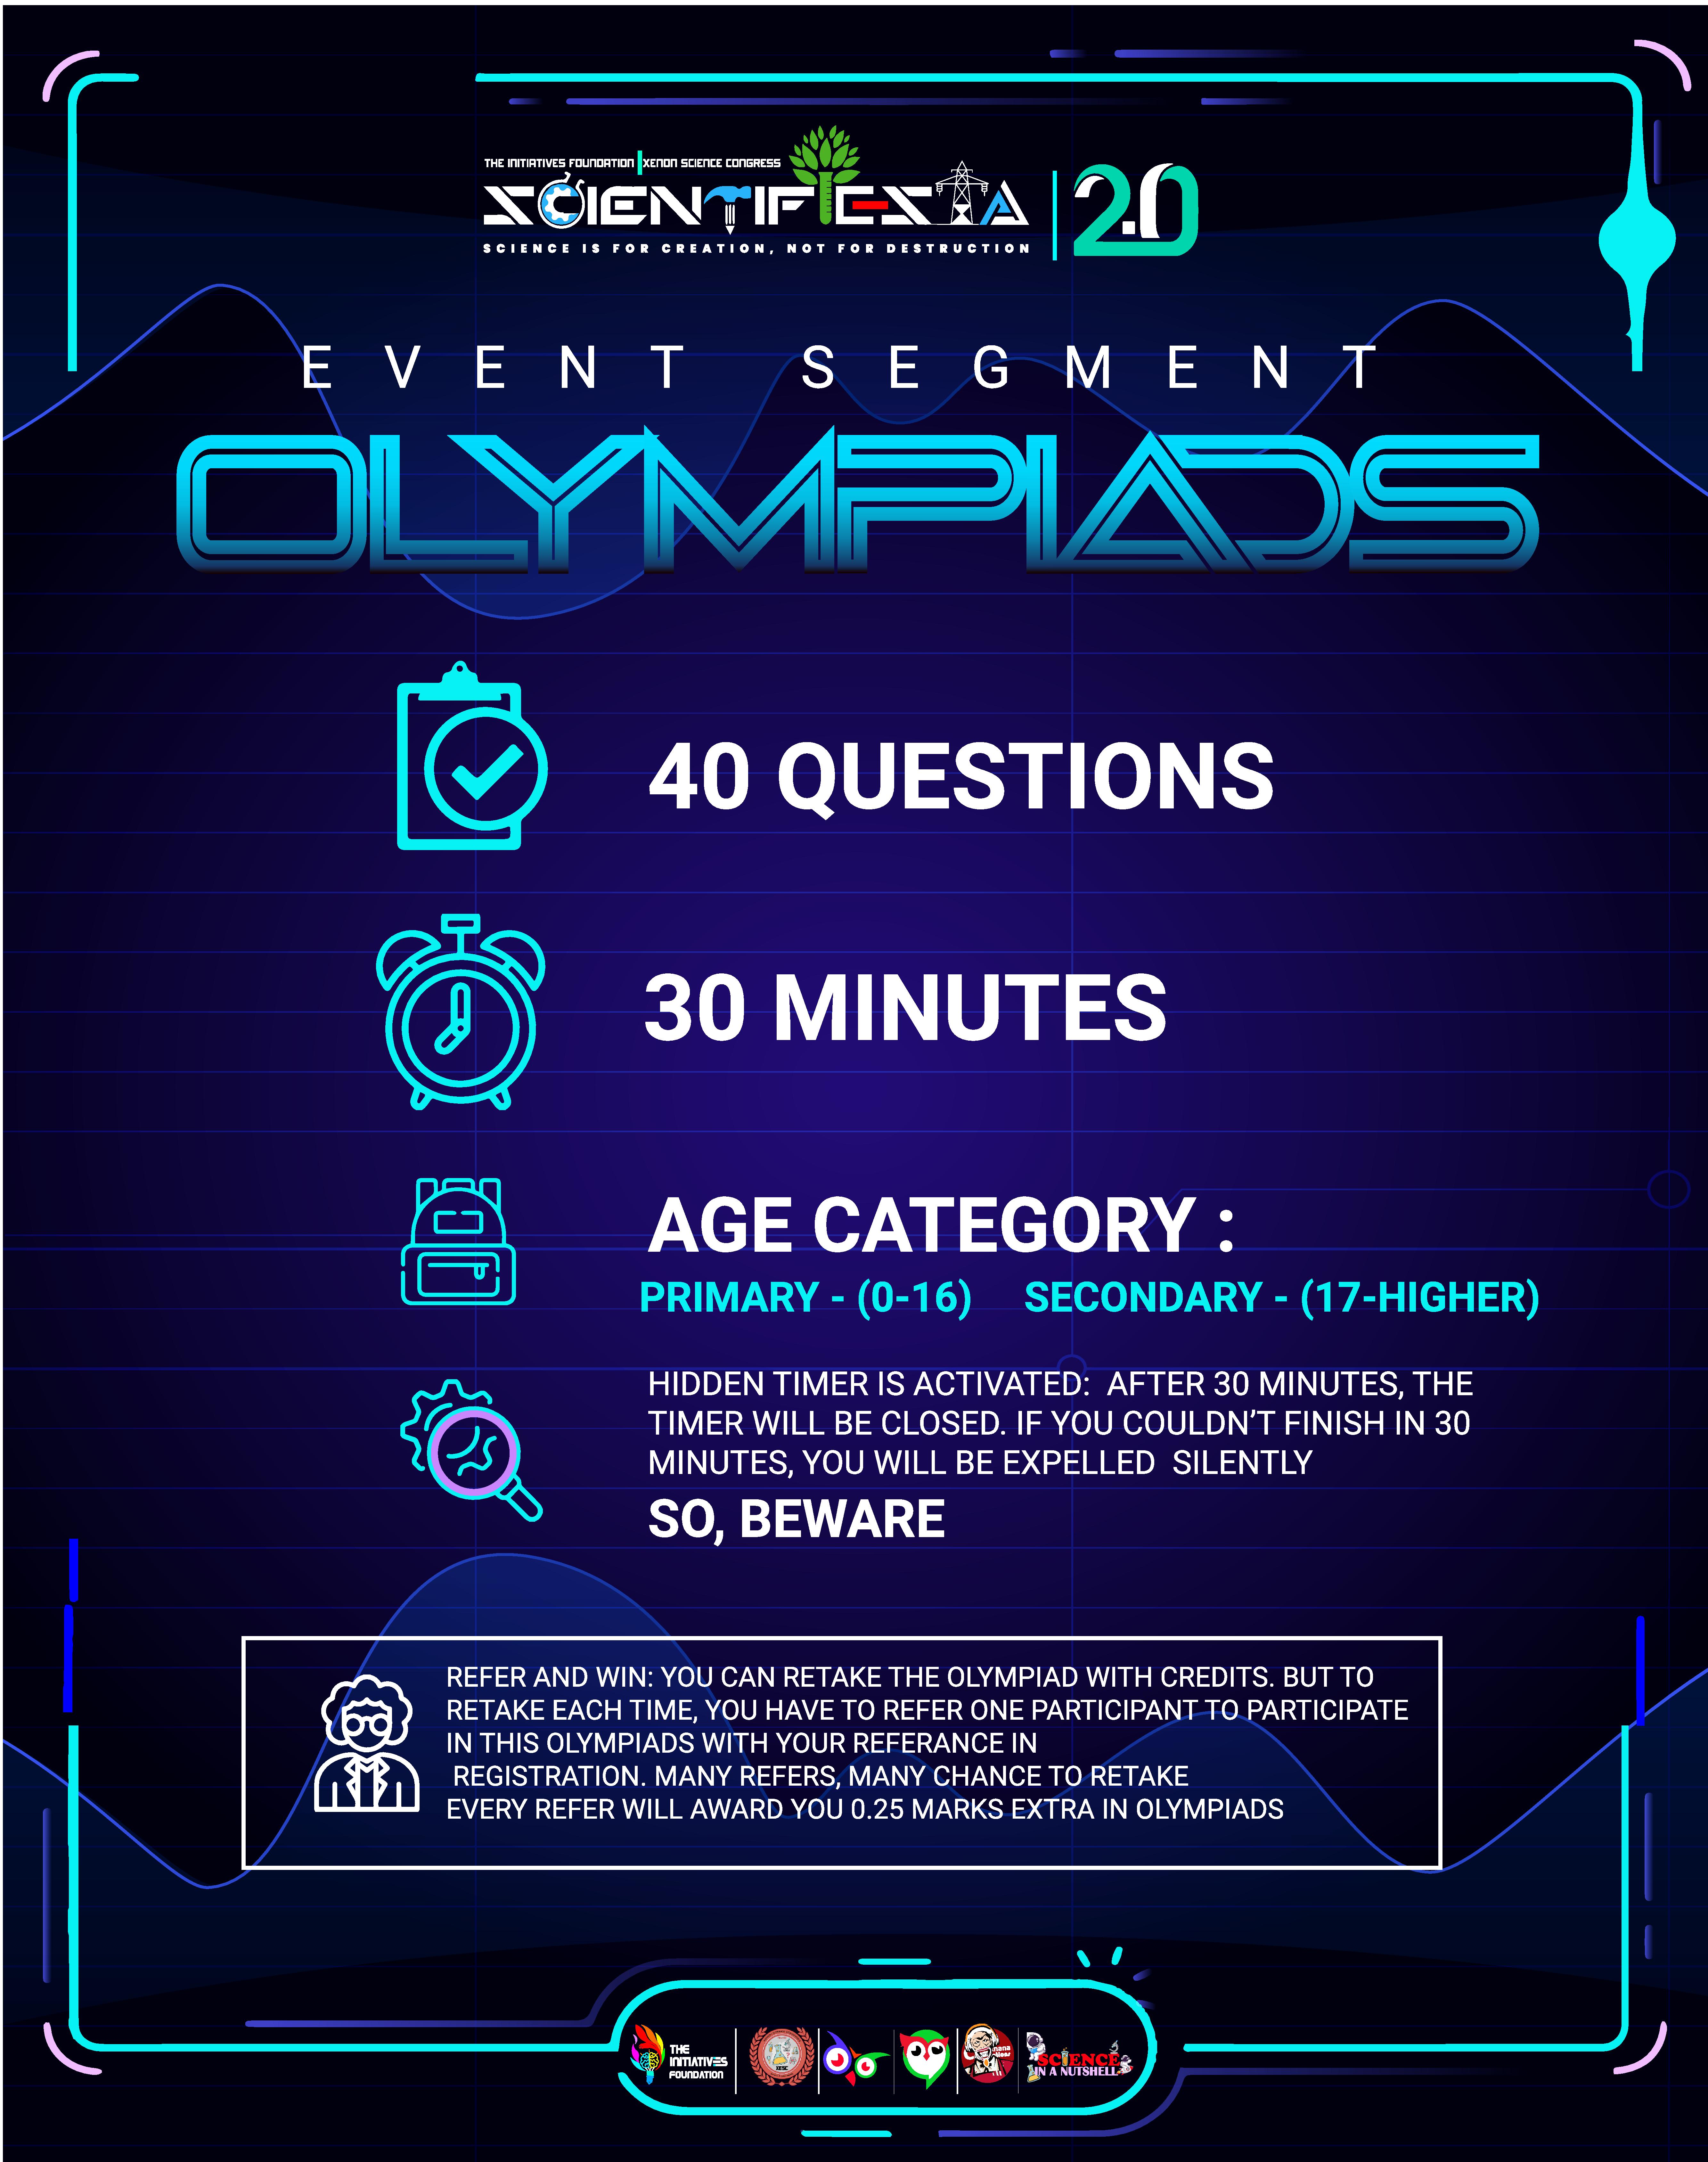 THE INITIATIVES FOUNDATION | XENON SCIENCE CONGRESS
SCIENTIFIESTA | 2.0
SCIENCE IS FOR CREATION, NOT FOR DESTRUCTION
EVENT SEGMENT
OLYMPIADS
40 QUESTIONS
30 MINUTES
AGE CATEGORY :
PRIMARY - (0-16) SECONDARY - (17-HIGHER)
HIDDEN TIMER IS ACTIVATED: AFTER 30 MINUTES, THE
TIMER WILL BE CLOSED. IF YOU COULDN'T FINISH IN 30
MINUTES, YOU WILL BE EXPELLED SILENTLY
SO, BEWARE
REFER AND WIN: YOU CAN RETAKE THE OLYMPIAD WITH CREDITS. BUT TO
RETAKE EACH TIME, YOU HAVE TO REFER ONE PARTICIPANT TO PARTICIPATE
IN THIS OLYMPIADS WITH YOUR REFERANCE IN
REGISTRATION. MANY REFERS, MANY CHANCE TO RETAKE
EVERY REFER WILL AWARD YOU 0.25 MARKS EXTRA IN OLYMPIADS
THE
INITIATIVES
FOUNDATION
SCIENCE
IN A NUTSHELL